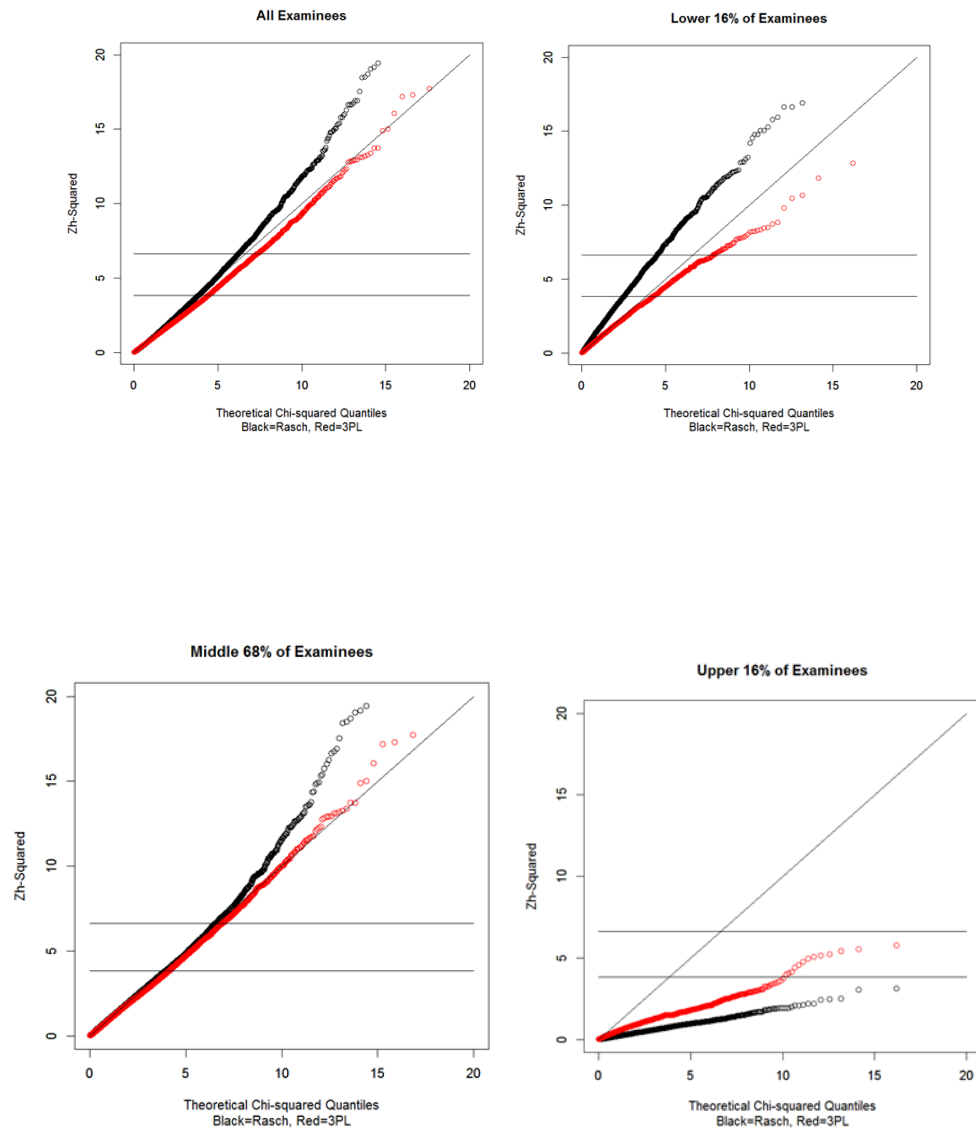 All Examinees
Zh-Squared
20
15
10
5
0
0 5 10 15 20
Theoretical Chi-squared Quantiles
Black=Rasch, Red=3PL
Lower 16% of Examinees
Zh-Squared
20
15
10
5
0
0 5 10 15 20
Theoretical Chi-squared Quantiles
Black=Rasch, Red=3PL
Middle 68% of Examinees
Zh-Squared
20
15
10
5
0
0 5 10 15 20
Theoretical Chi-squared Quantiles
Black=Rasch, Red=3PL
Upper 16% of Examinees
Zh-Squared
20
15
10
5
0
0 5 10 15 20
Theoretical Chi-squared Quantiles
Black=Rasch, Red=3PL